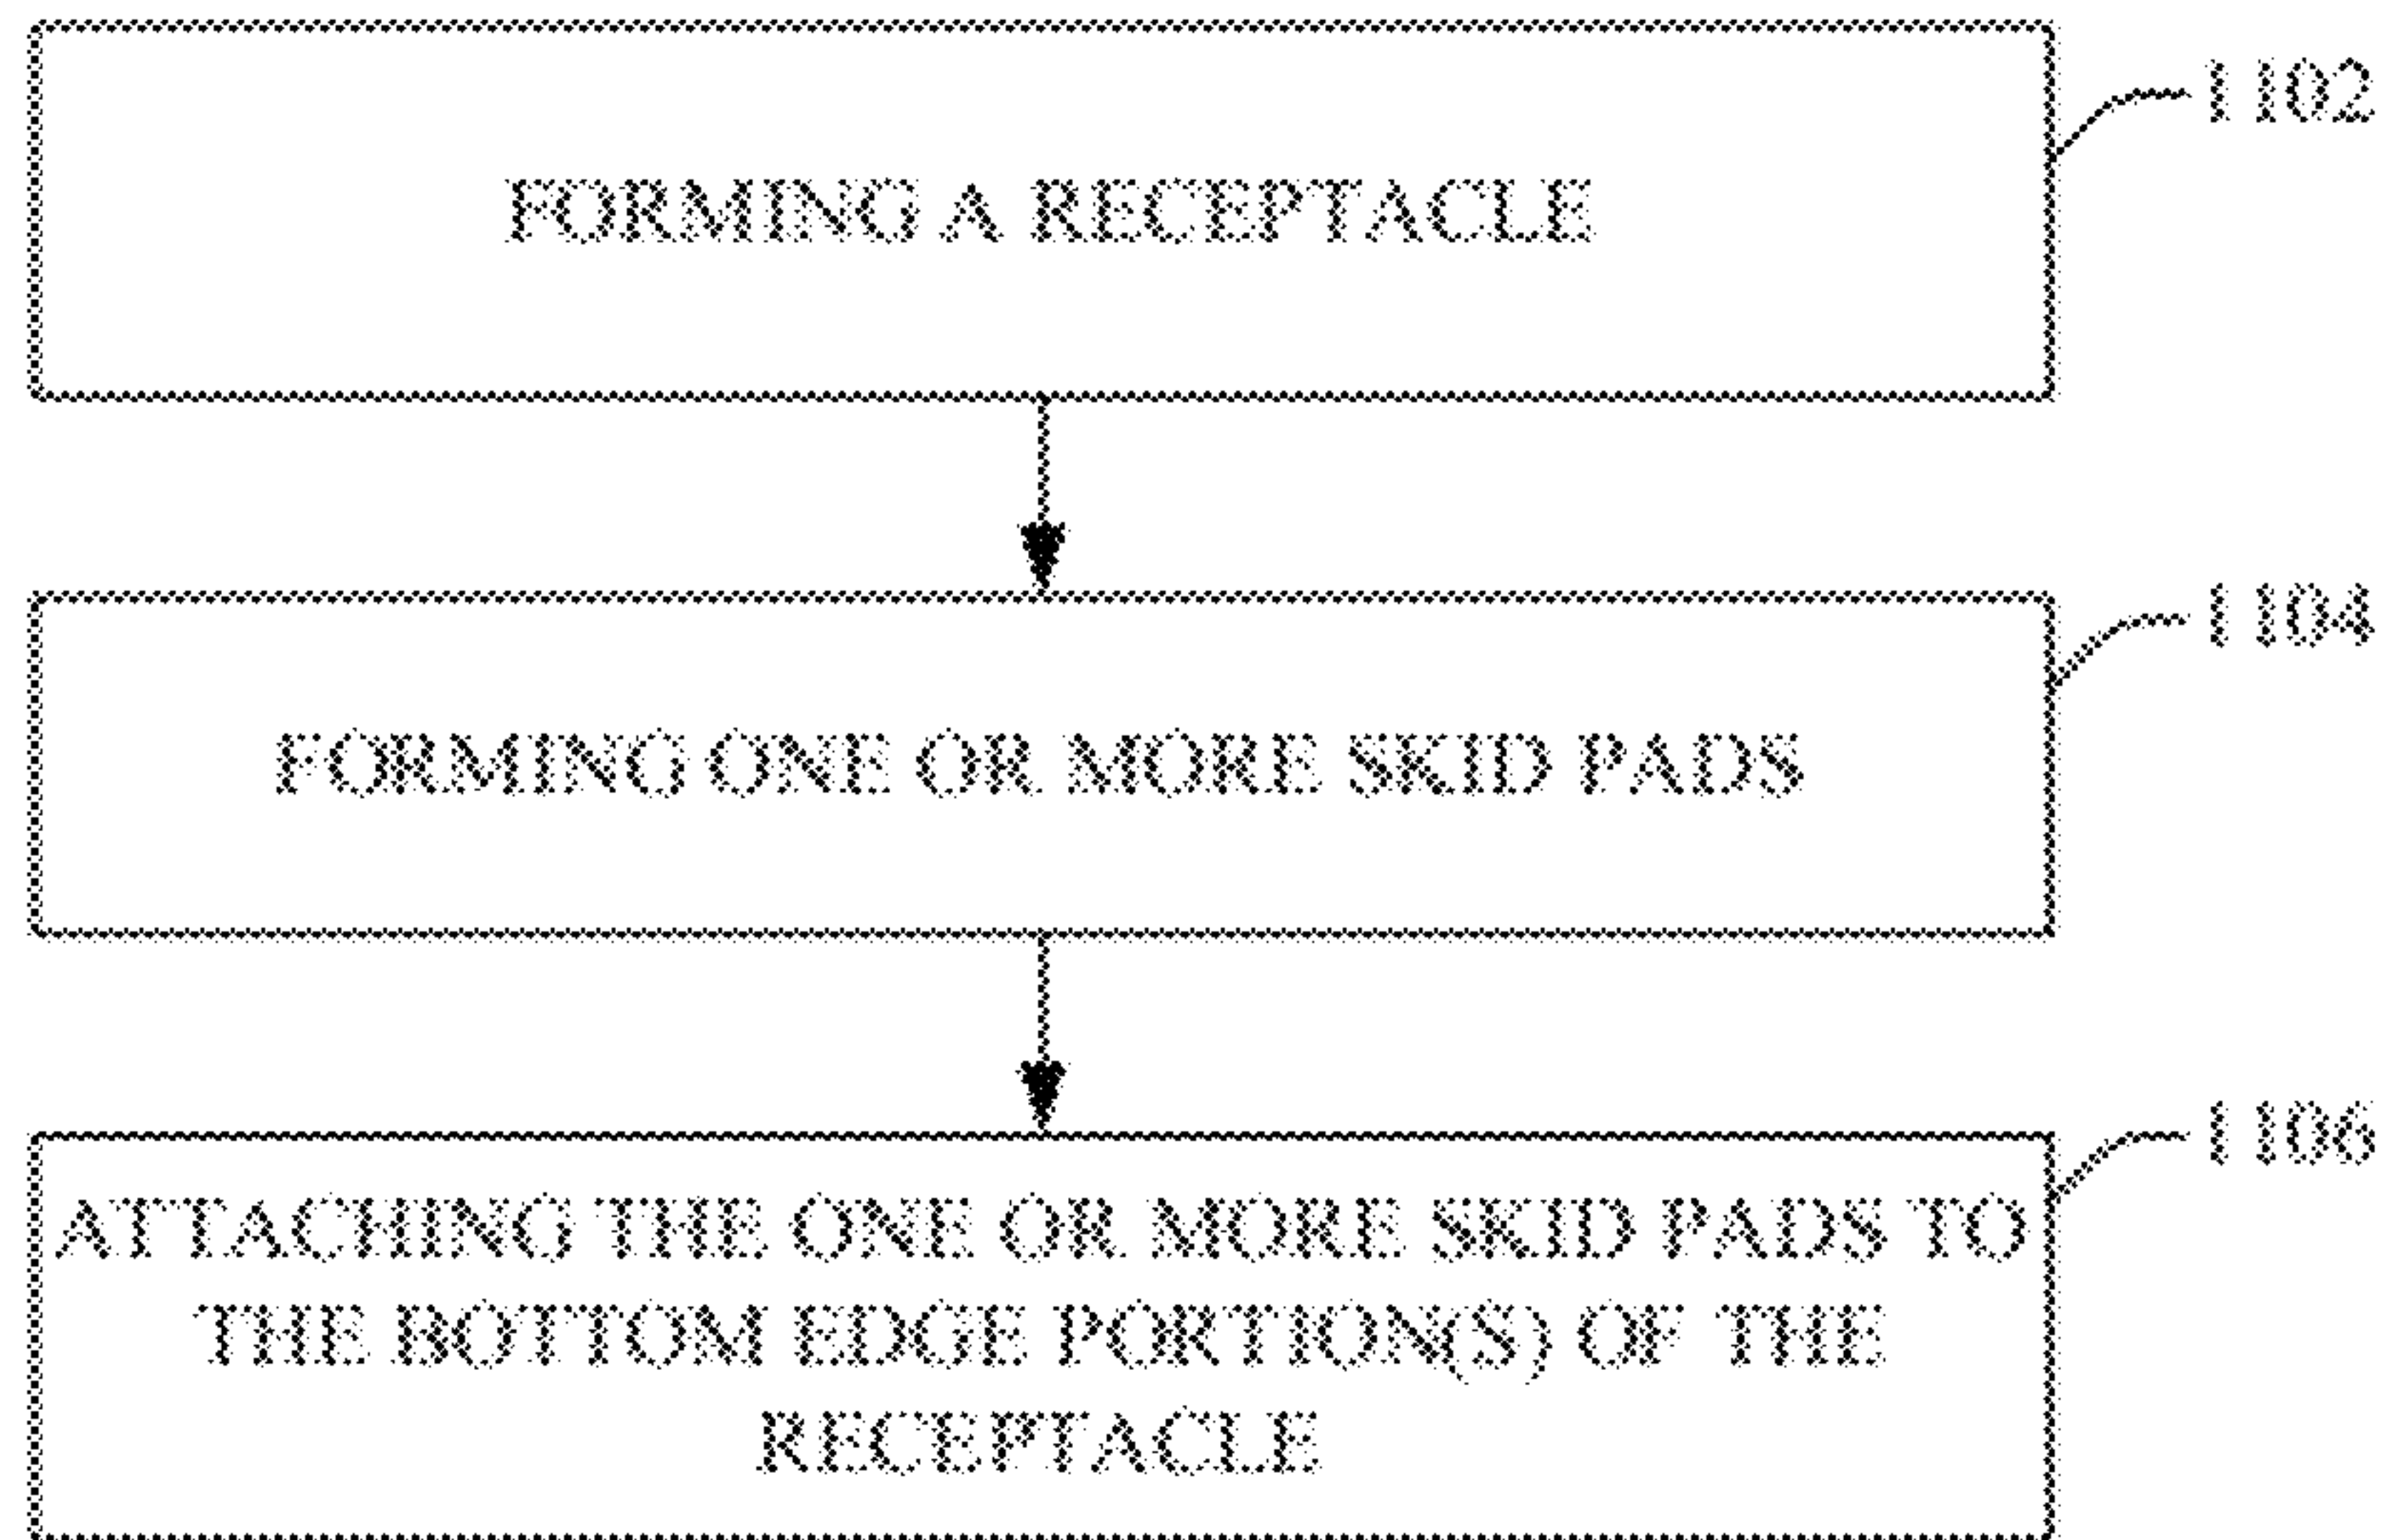 1102
FORMING A RECEPTACLE
1104
FORMING ONE OR MORE SKID PADS
1106
ATTACHING THE ONE OR MORE SKID PADS TO
THE BOTTOM EDGE PORTION(S) OF THE
RECEPTACLE